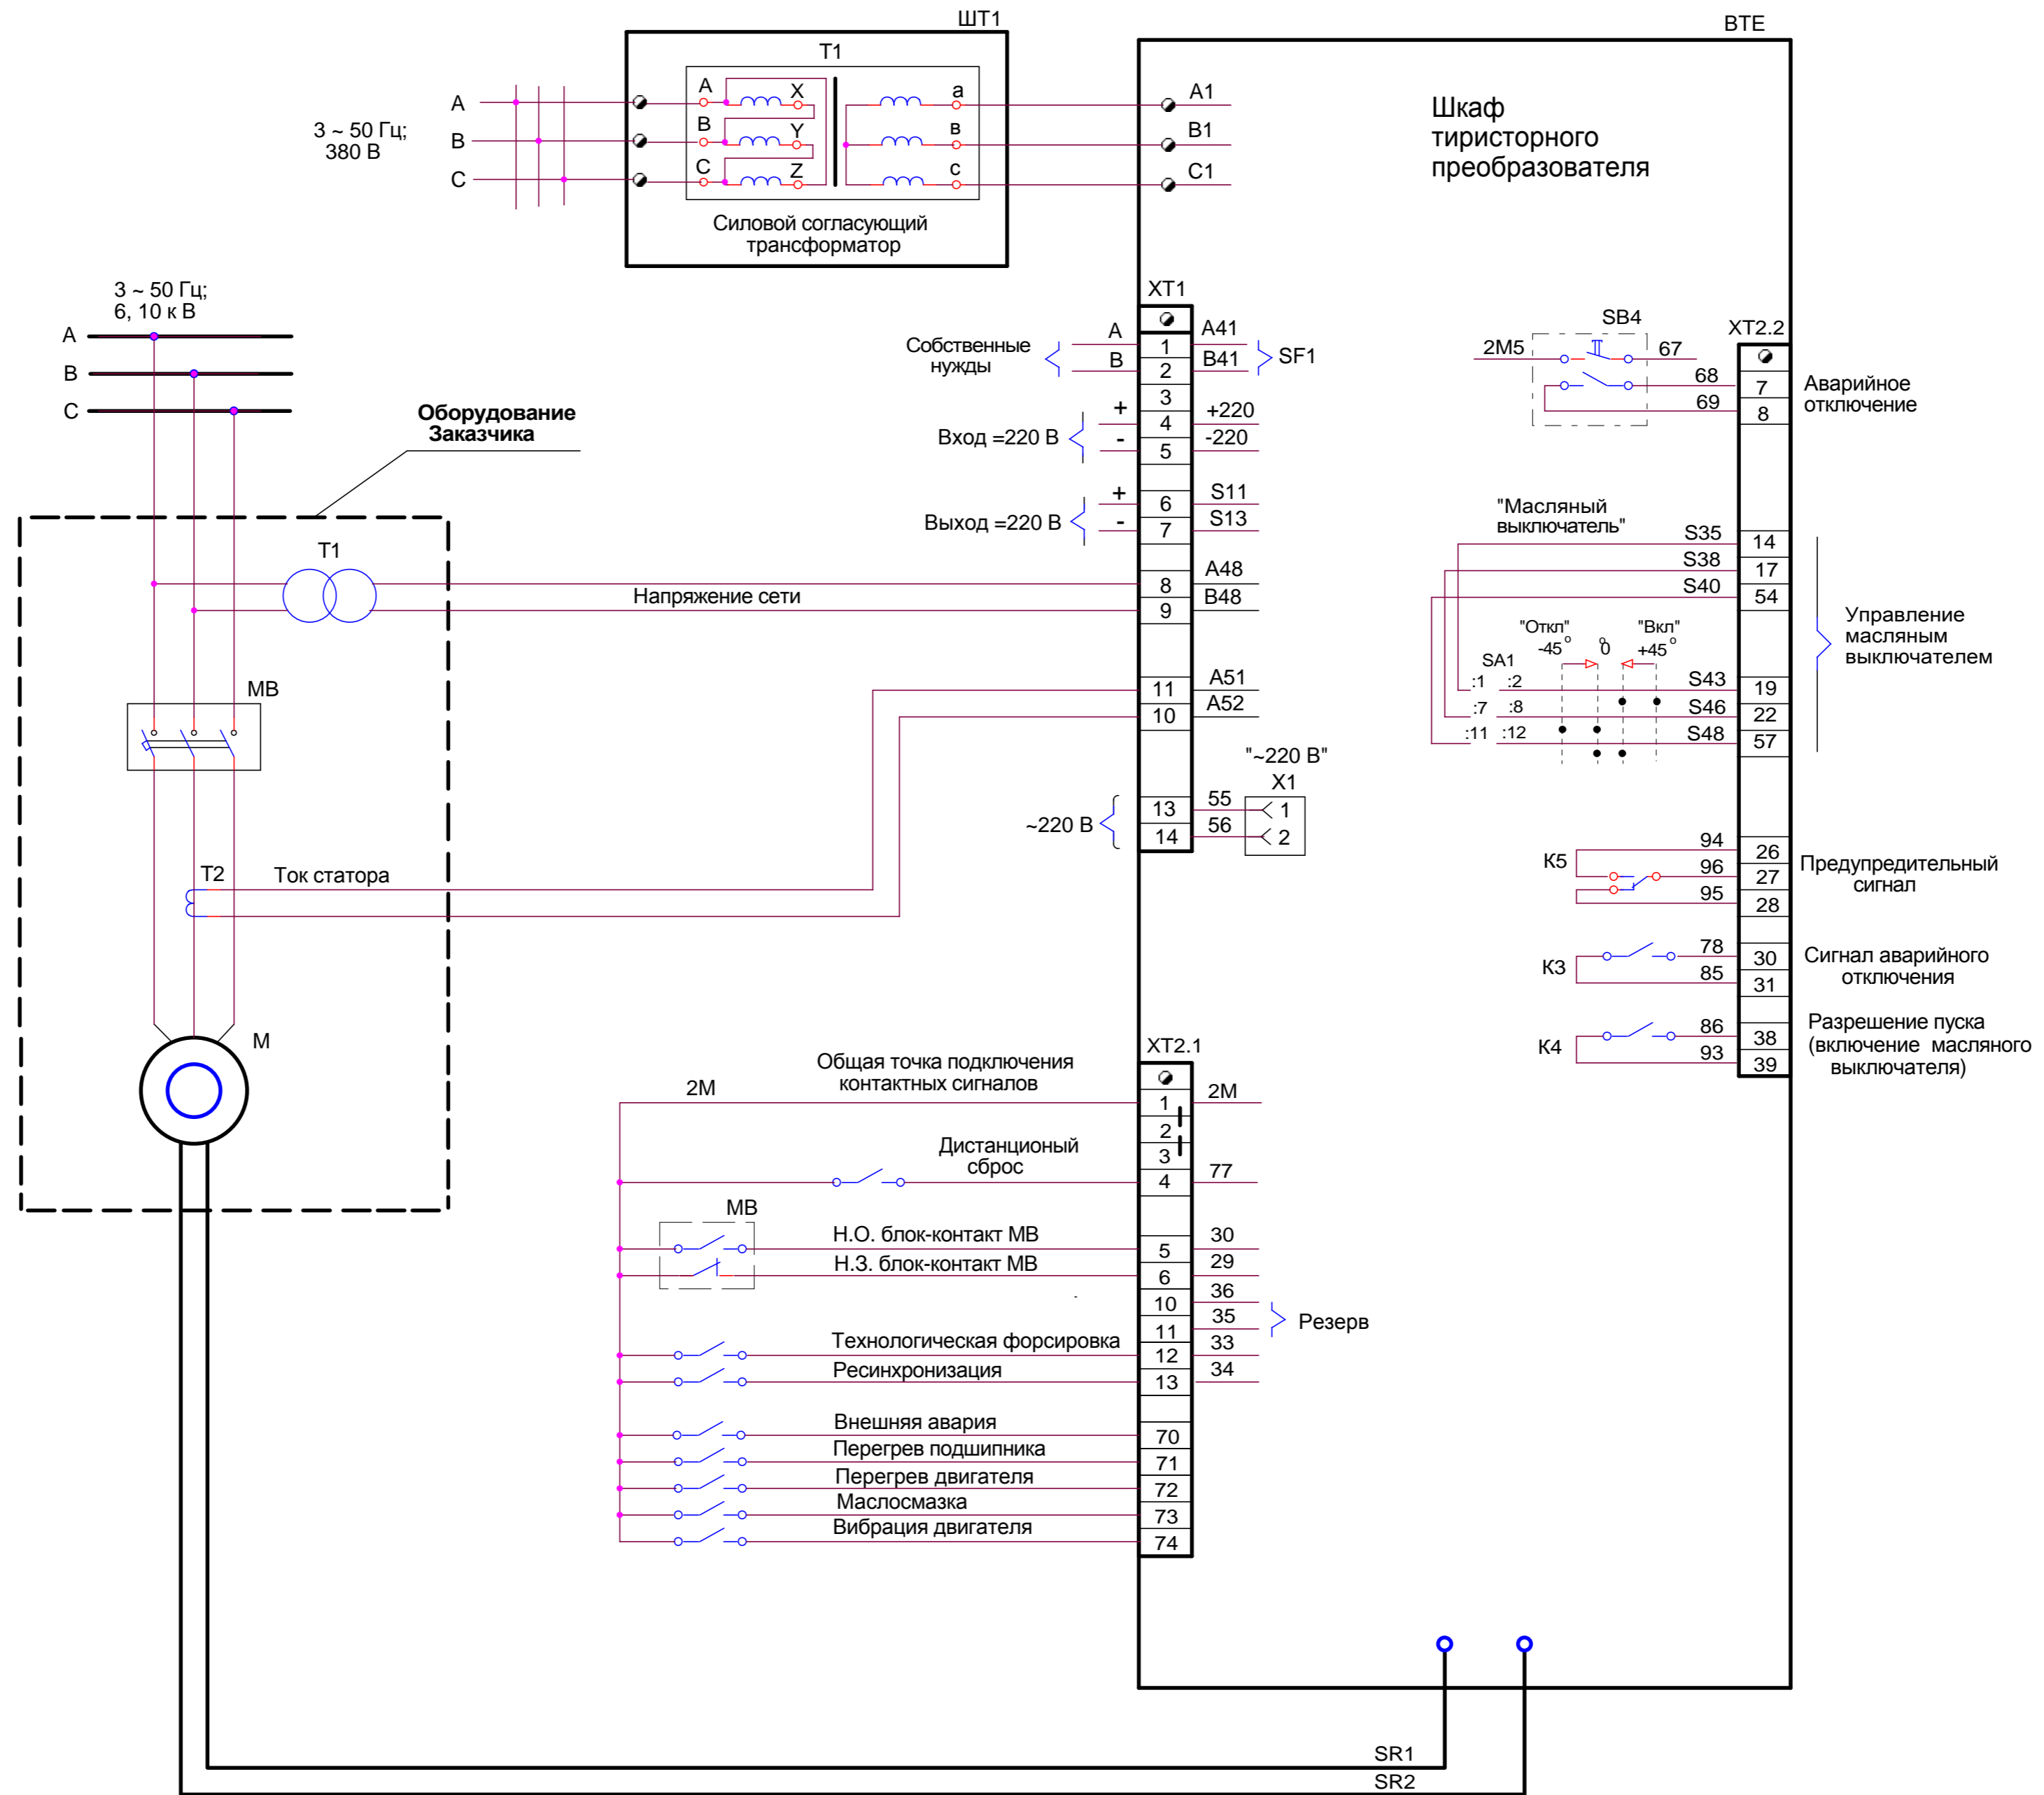 ШТ1
ВТЕ
T1
A
B
C
3 ~ 50 Гц;
380 В
A
B
C
X
Y
Z
a
в
c
Силовой согласующий
трансформатор
A1
B1
C1
Шкаф
тиристорного
преобразователя
3 ~ 50 Гц;
6, 10 к В
A
B
C
Оборудование
Заказчика
T1
Напряжение сети
МВ
T2
Ток статора
М
XT1
Собственные
нужды
A
B
1
2
3
4
5
6
7
8
9
11
10
13
14
A41
B41
SF1
Вход =220 В
+
-
+220
-220
Выход =220 В
+
-
S11
S13
A48
B48
A51
A52
~220 В
55
56
"~220 В"
X1
1
2
SB4
2М5
67
68
69
XT2.2
7
8
Аварийное
отключение
"Масляный
выключатель"
S35
S38
S40
14
17
54
"Откл"
-45°
0°
"Вкл"
+45°
SA1
:1 :2
:7 :8
:11 :12
S43
S46
S48
19
22
57
Управление
масляным
выключателем
К5
94
96
95
26
27
28
Предупредительный
сигнал
К3
78
85
30
31
Сигнал аварийного
отключения
К4
86
93
38
39
Разрешение пуска
(включение масляного
выключателя)
XT2.1
Общая точка подключения
контактных сигналов
2М
1
2М
2
3
Дистанционый
сброс
4
77
МВ
Н.О. блок-контакт МВ
5
30
Н.З. блок-контакт МВ
6
29
10
36
11
35
Резерв
Технологическая форсировка
12
33
Ресинхронизация
13
34
Внешняя авария
70
Перегрев подшипника
71
Перегрев двигателя
72
Маслосмазка
73
Вибрация двигателя
74
SR1
SR2